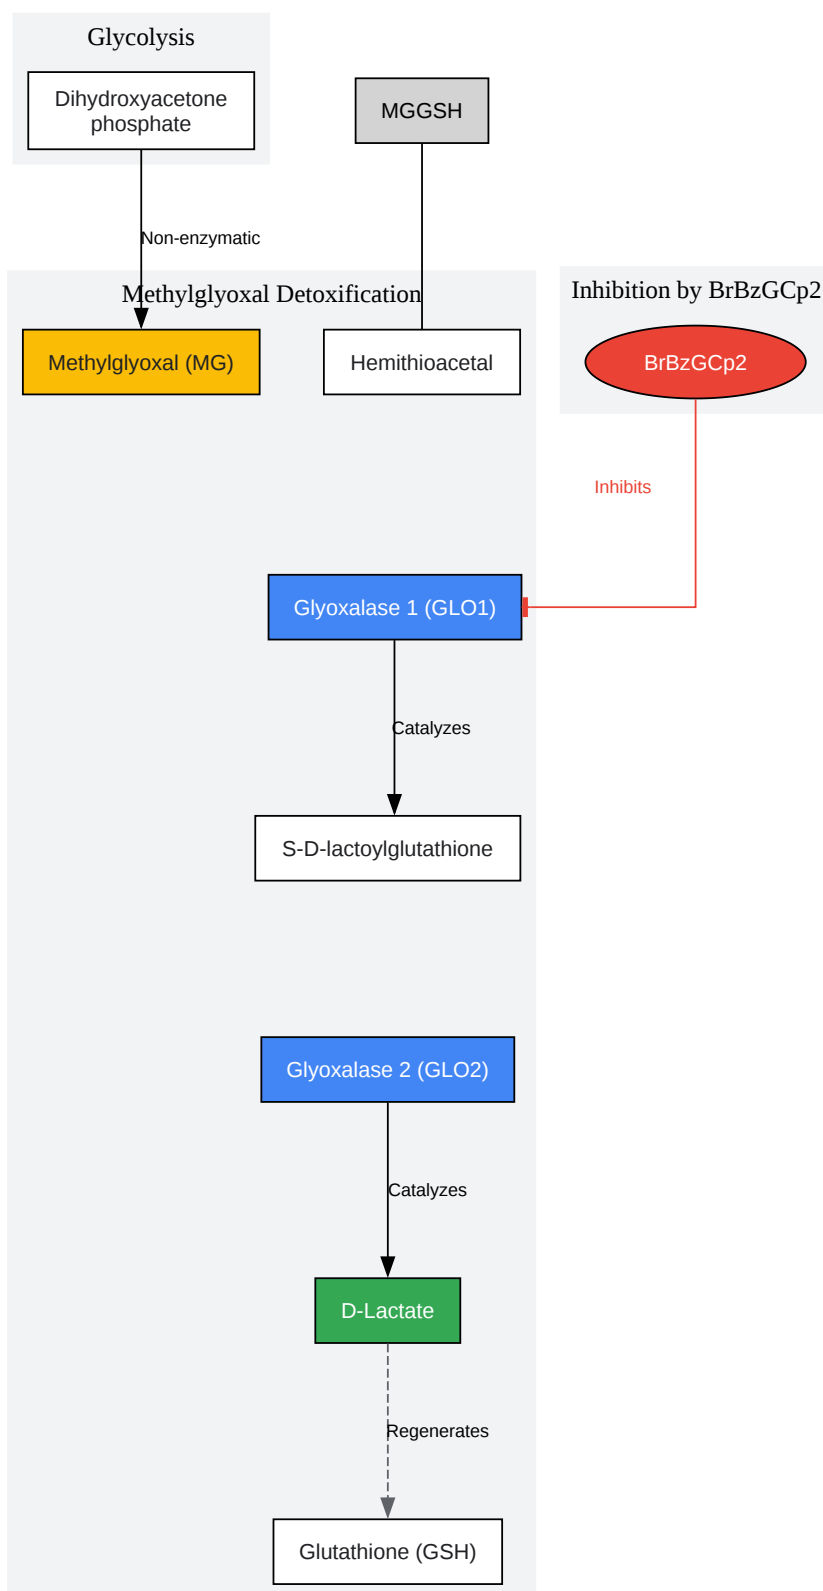 Glycolysis
Dihydroxyacetone
phosphate
MGGSH
Non-enzymatic
Methylglyoxal Detoxification
Inhibition by BrBzGCp2
Methylglyoxal (MG)
Hemithioacetal
BrBzGCp2
Inhibits
Glyoxalase 1 (GLO1)
Catalyzes
S-D-lactoylglutathione
Glyoxalase 2 (GLO2)
Catalyzes
D-Lactate
Regenerates
Glutathione (GSH)